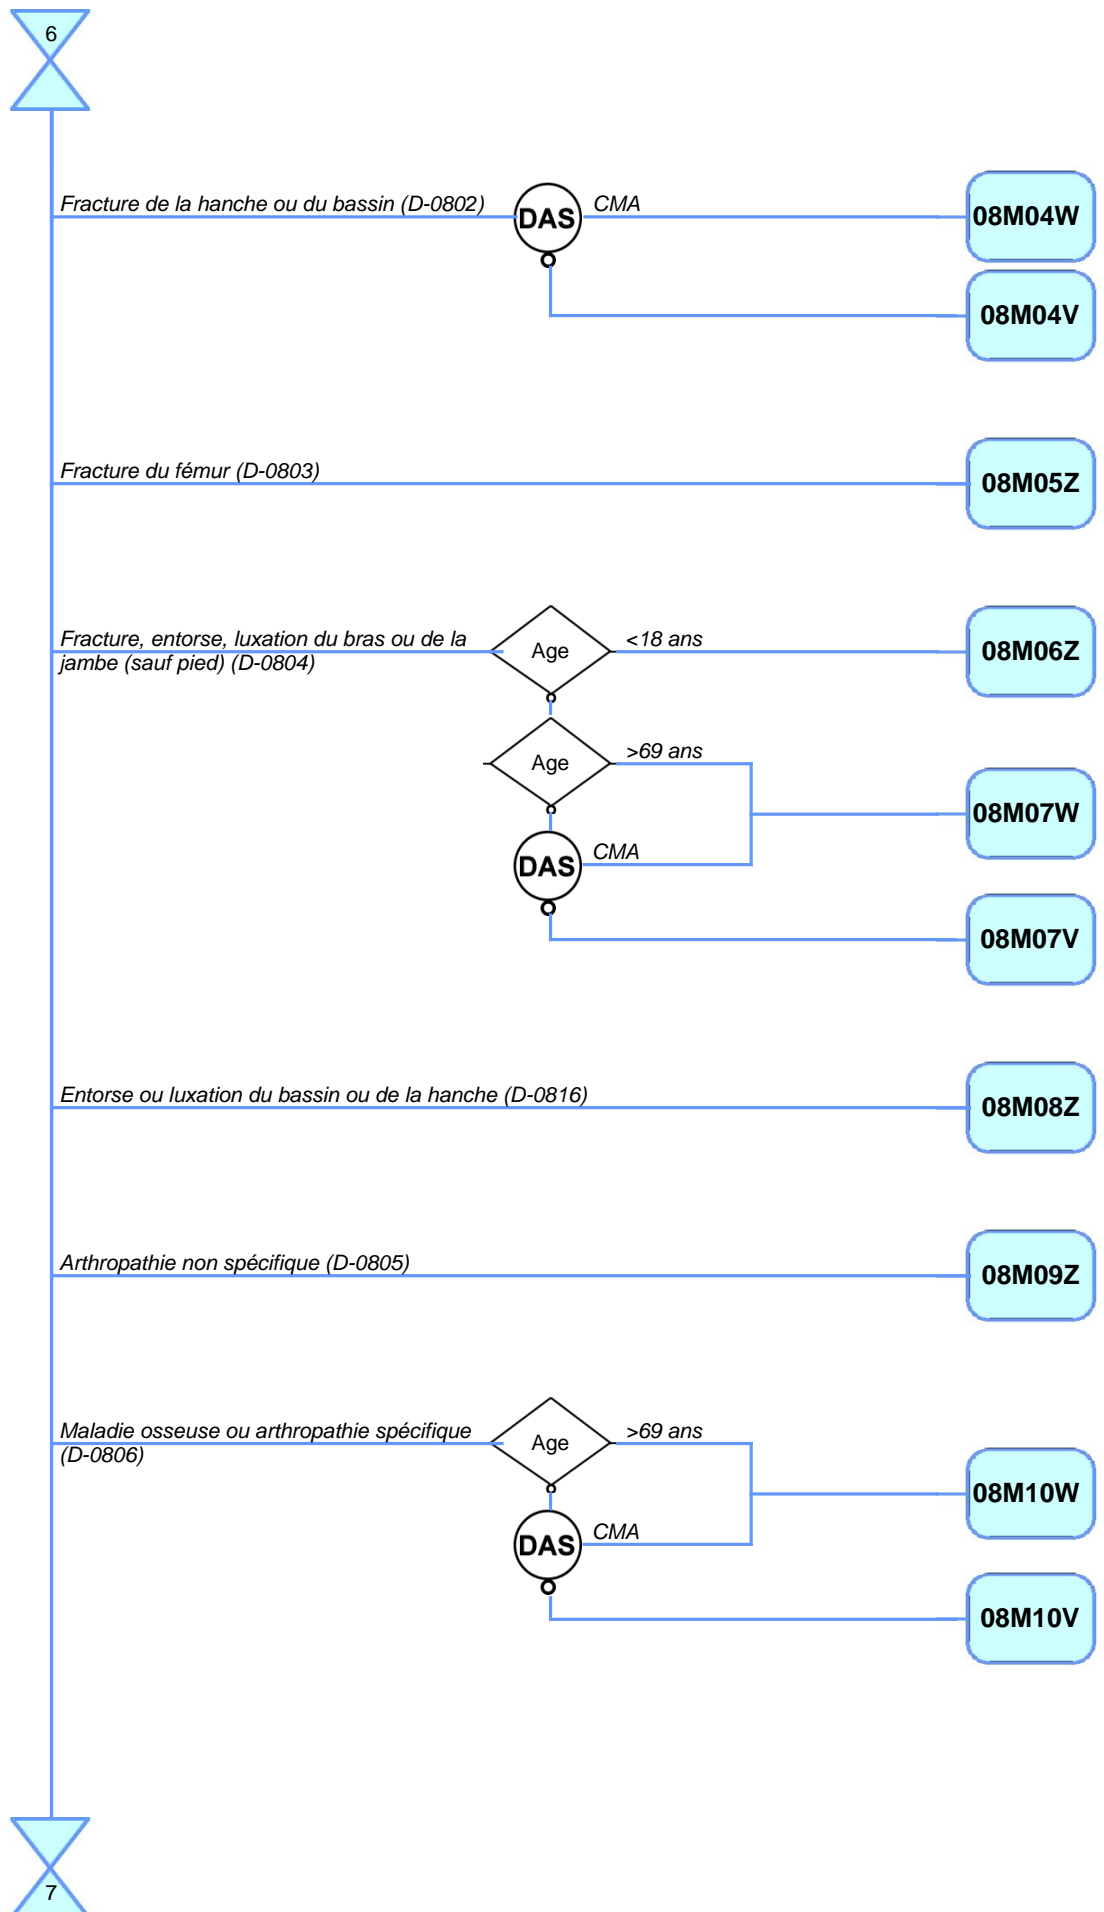 6
Fracture de la hanche ou du bassin (D-0802)
DAS
CMA
08M04W
08M04V
Fracture du fémur (D-0803)
08M05Z
Fracture, entorse, luxation du bras ou de la
jambe (sauf pied) (D-0804)
Age
<18 ans
08M06Z
Age
>69 ans
08M07W
DAS
CMA
08M07V
Entorse ou luxation du bassin ou de la hanche (D-0816)
08M08Z
Arthropathie non spécifique (D-0805)
08M09Z
Maladie osseuse ou arthropathie spécifique
(D-0806)
Age
>69 ans
08M10W
DAS
CMA
08M10V
7